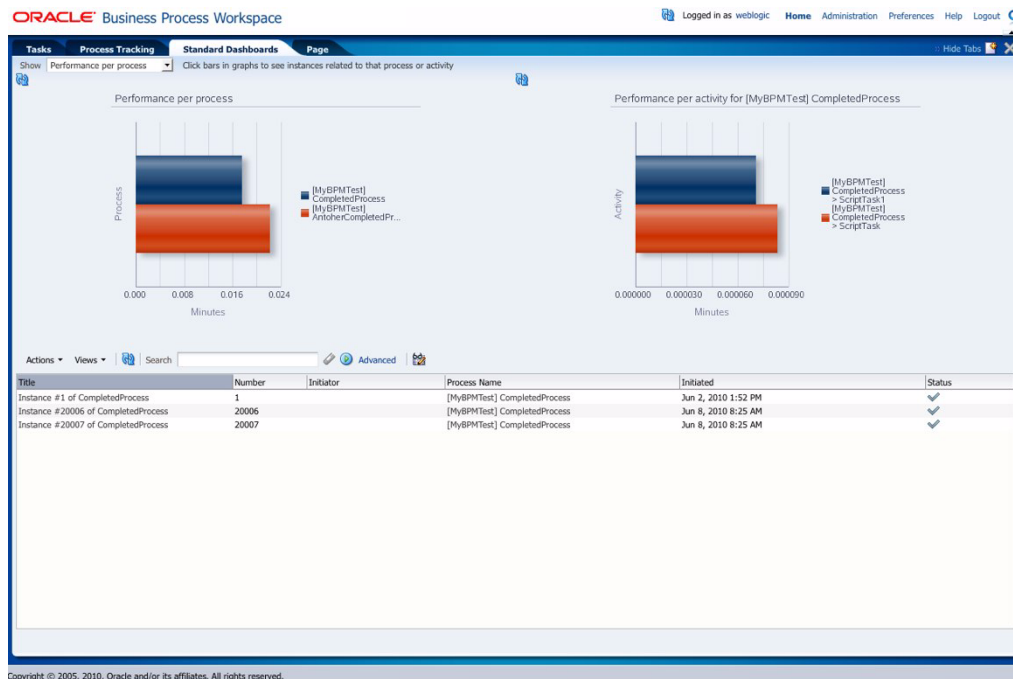 ORACLE Business Process Workspace
Logged in as weblogic Home Administration Preferences Help Logout
Tasks Process Tracking Standard Dashboards Page
:: Hide Tabs
Show Performance per process Click bars in graphs to see instances related to that process or activity
Performance per process
Process
[MyBPMTest]
CompletedProcess
[MyBPMTest]
AntoherCompletedPr...
0.000 0.008 0.016 0.024
Minutes
Performance per activity for [MyBPMTest] CompletedProcess
Activity
[MyBPMTest]
CompletedProcess
> ScriptTask1
[MyBPMTest]
CompletedProcess
> ScriptTask
0.000000 0.000030 0.000060 0.000090
Minutes
Actions Views Search Advanced
Title Number Initiator Process Name Initiated Status
Instance #1 of CompletedProcess 1 [MyBPMTest] CompletedProcess Jun 2, 2010 1:52 PM
Instance #20006 of CompletedProcess 20006 [MyBPMTest] CompletedProcess Jun 8, 2010 8:25 AM
Instance #20007 of CompletedProcess 20007 [MyBPMTest] CompletedProcess Jun 8, 2010 8:25 AM
Copyright © 2005, 2010, Oracle and/or its affiliates. All rights reserved.